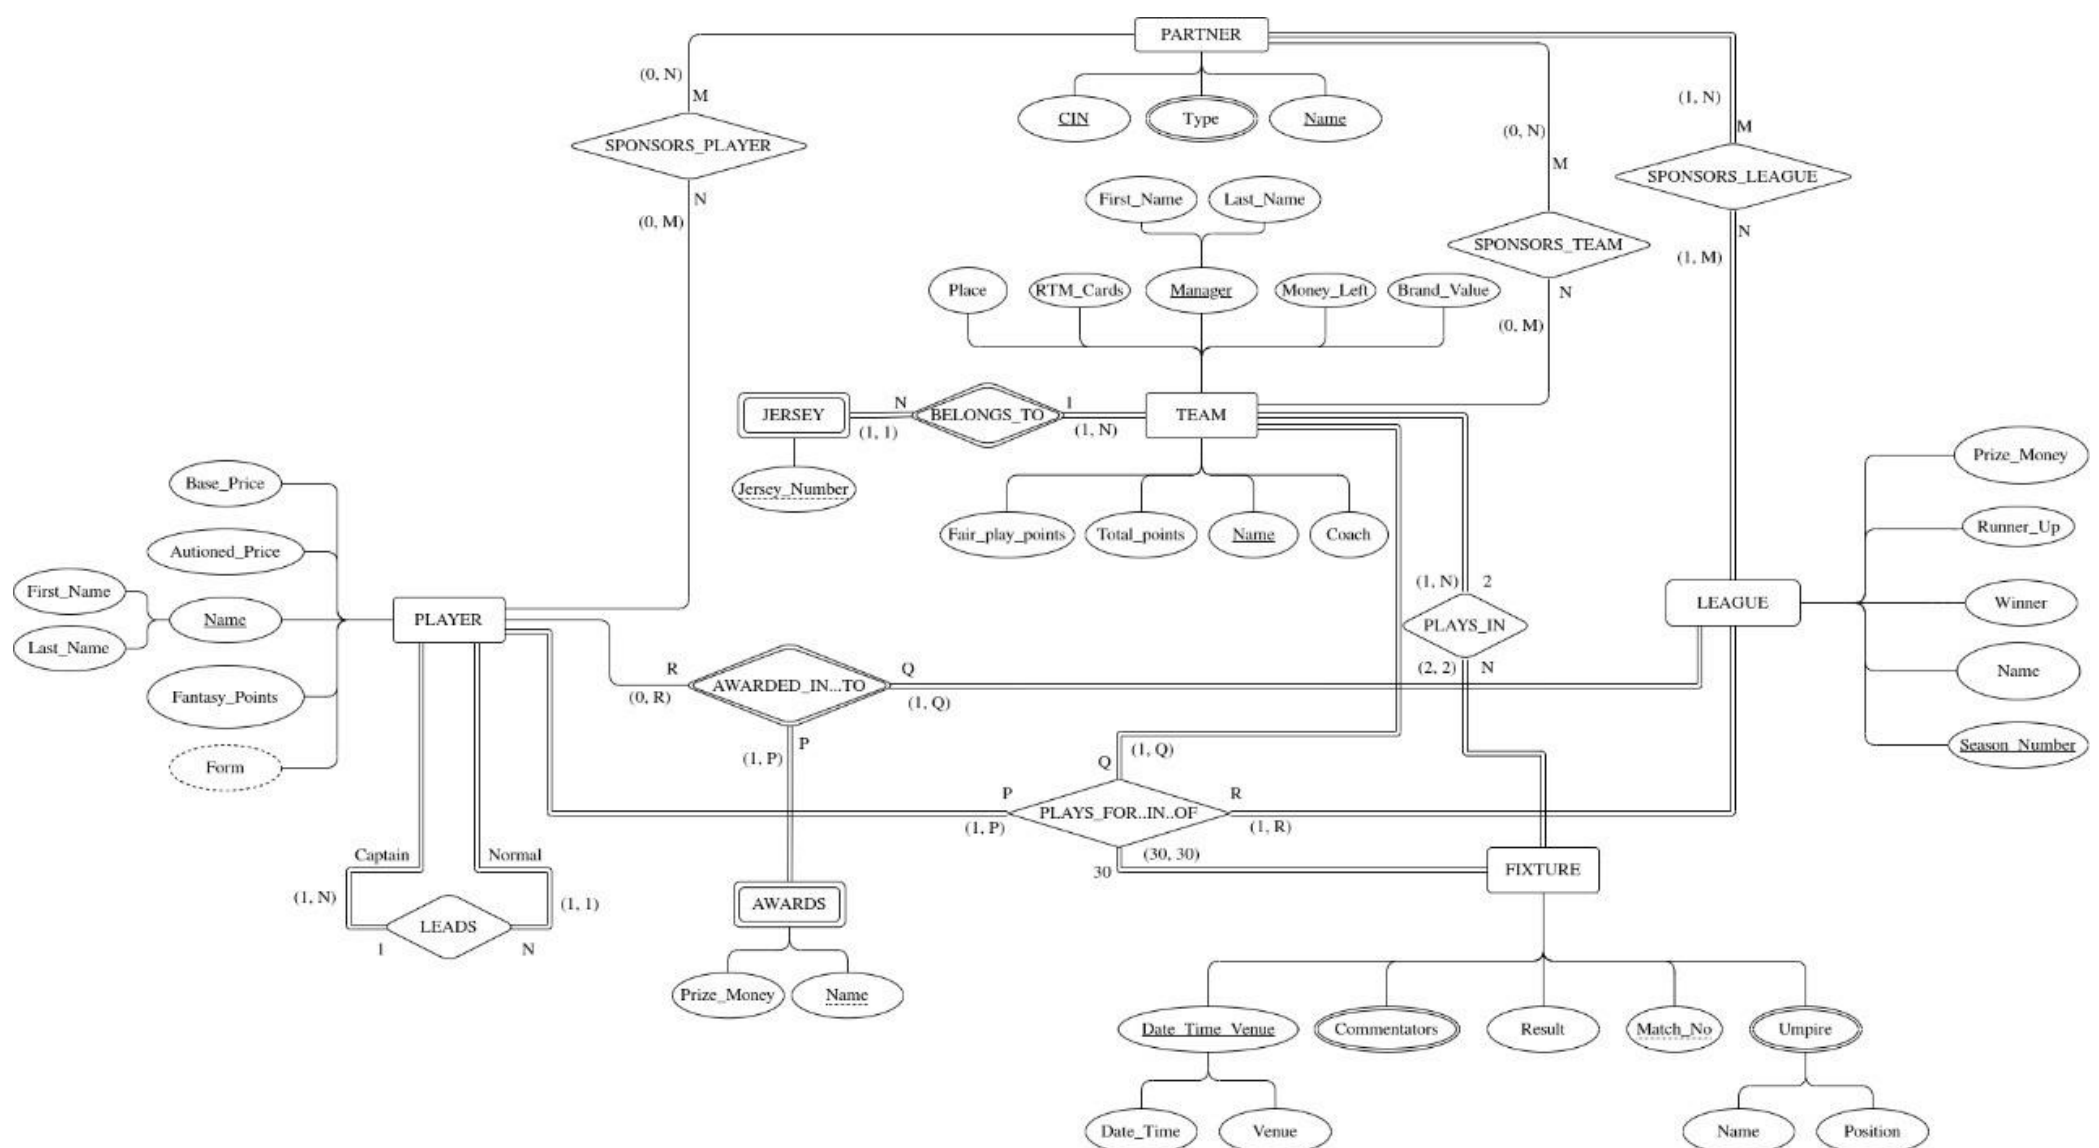 PARTNER
(0, N)
M
CIN
Type
Name
(1, N)
M
(0, N)
M
SPONSORS_PLAYER
SPONSORS_LEAGUE
N
(0, M)
First_Name
Last_Name
N
(1, M)
SPONSORS_TEAM
Place
RTM_Cards
Manager
Money_Left
Brand_Value
N
(0, M)
JERSEY
N
(1, 1)
BELONGS_TO
1
(1, N)
TEAM
Jersey_Number
Fair_play_points
Total_points
Name
Coach
Base_Price
Autioned_Price
First_Name
Name
Last_Name
Fantasy_Points
Form
PLAYER
Prize_Money
Runner_Up
Winner
Name
Season_Number
LEAGUE
(1, N)
2
PLAYS_IN
(2, 2)
N
R
(0, R)
AWARDED_IN...TO
Q
(1, Q)
P
(1, P)
(1, Q)
Q
P
(1, P)
PLAYS_FOR..IN..OF
R
(1, R)
(30, 30)
30
Captain
Normal
(1, N)
(1, 1)
LEADS
1
N
AWARDS
Prize_Money
Name
FIXTURE
Date_Time_Venue
Commentators
Result
Match_No
Umpire
Date_Time
Venue
Name
Position